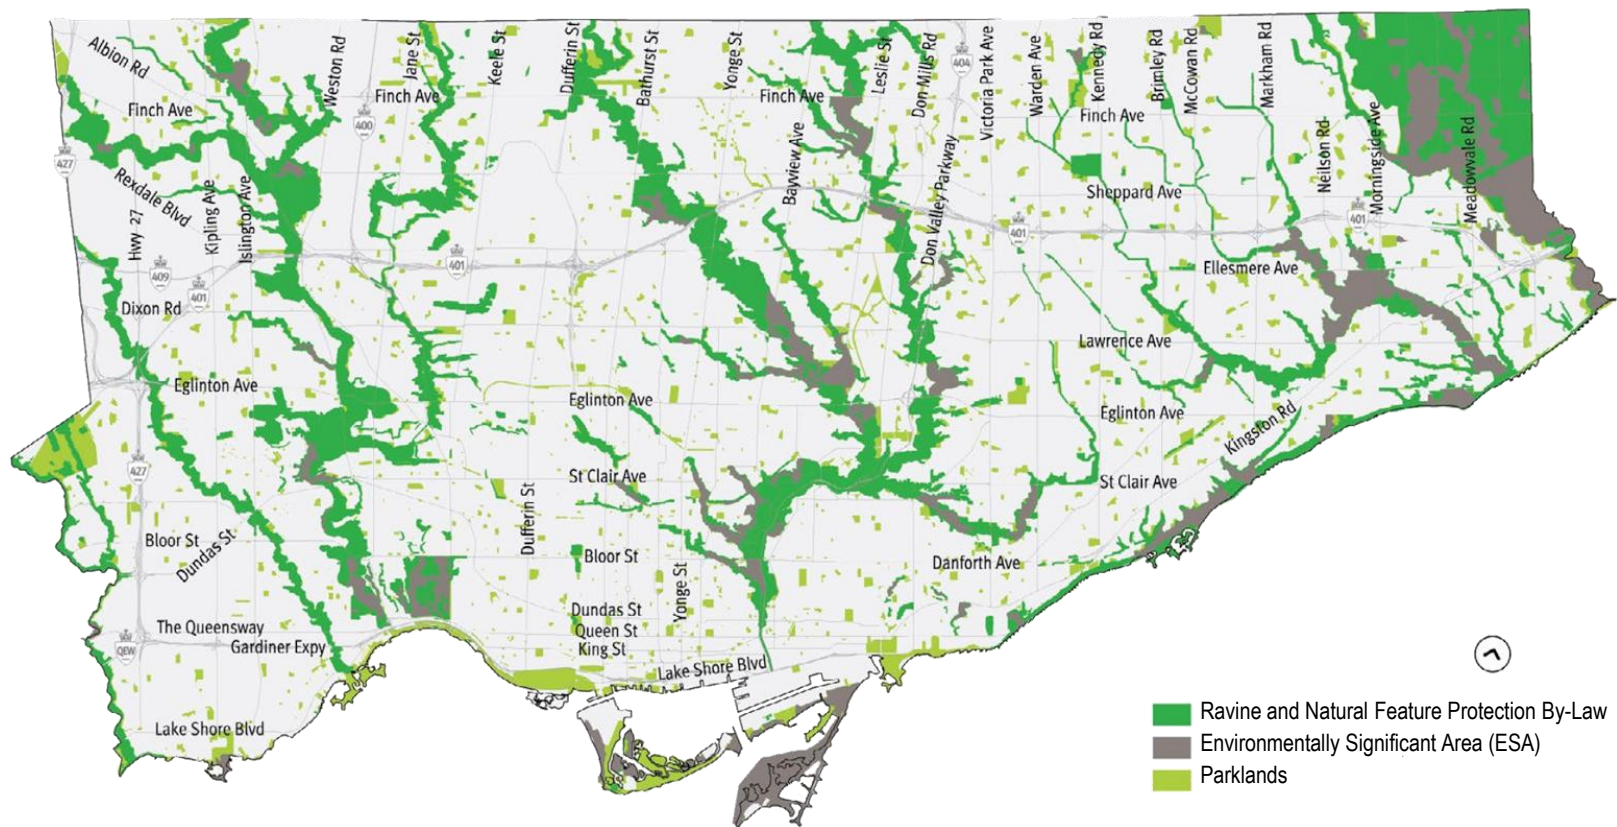 Albion Rd
Weston Rd
Jane St
Keele St
Dufferin St
Bathurst St
Yonge St
Leslie St
Don Mills Rd
404
Victoria Park Ave
Warden Ave
Kennedy Rd
Brimley Rd
McCowan Rd
Markham Rd
Finch Ave
Finch Ave
Finch Ave
Finch Ave
400
427
Rexdale Blvd
Hwy 27
Kipling Ave
Islington Ave
Bayview Ave
Don Valley Parkway
Sheppard Ave
Neilson Rd
Morningside Ave
Meadowvale Rd
401
401
401
409
401
Ellesmere Ave
Dixon Rd
Lawrence Ave
Eglinton Ave
Eglinton Ave
Eglinton Ave
Kingston Rd
427
St Clair Ave
St Clair Ave
Dufferin St
Bloor St
Dundas St
Bloor St
Danforth Ave
Yonge St
Dundas St
Queen St
King St
The Queensway
Gardiner Expy
QEW
Lake Shore Blvd
Lake Shore Blvd
Ravine and Natural Feature Protection By-Law
Environmentally Significant Area (ESA)
Parklands